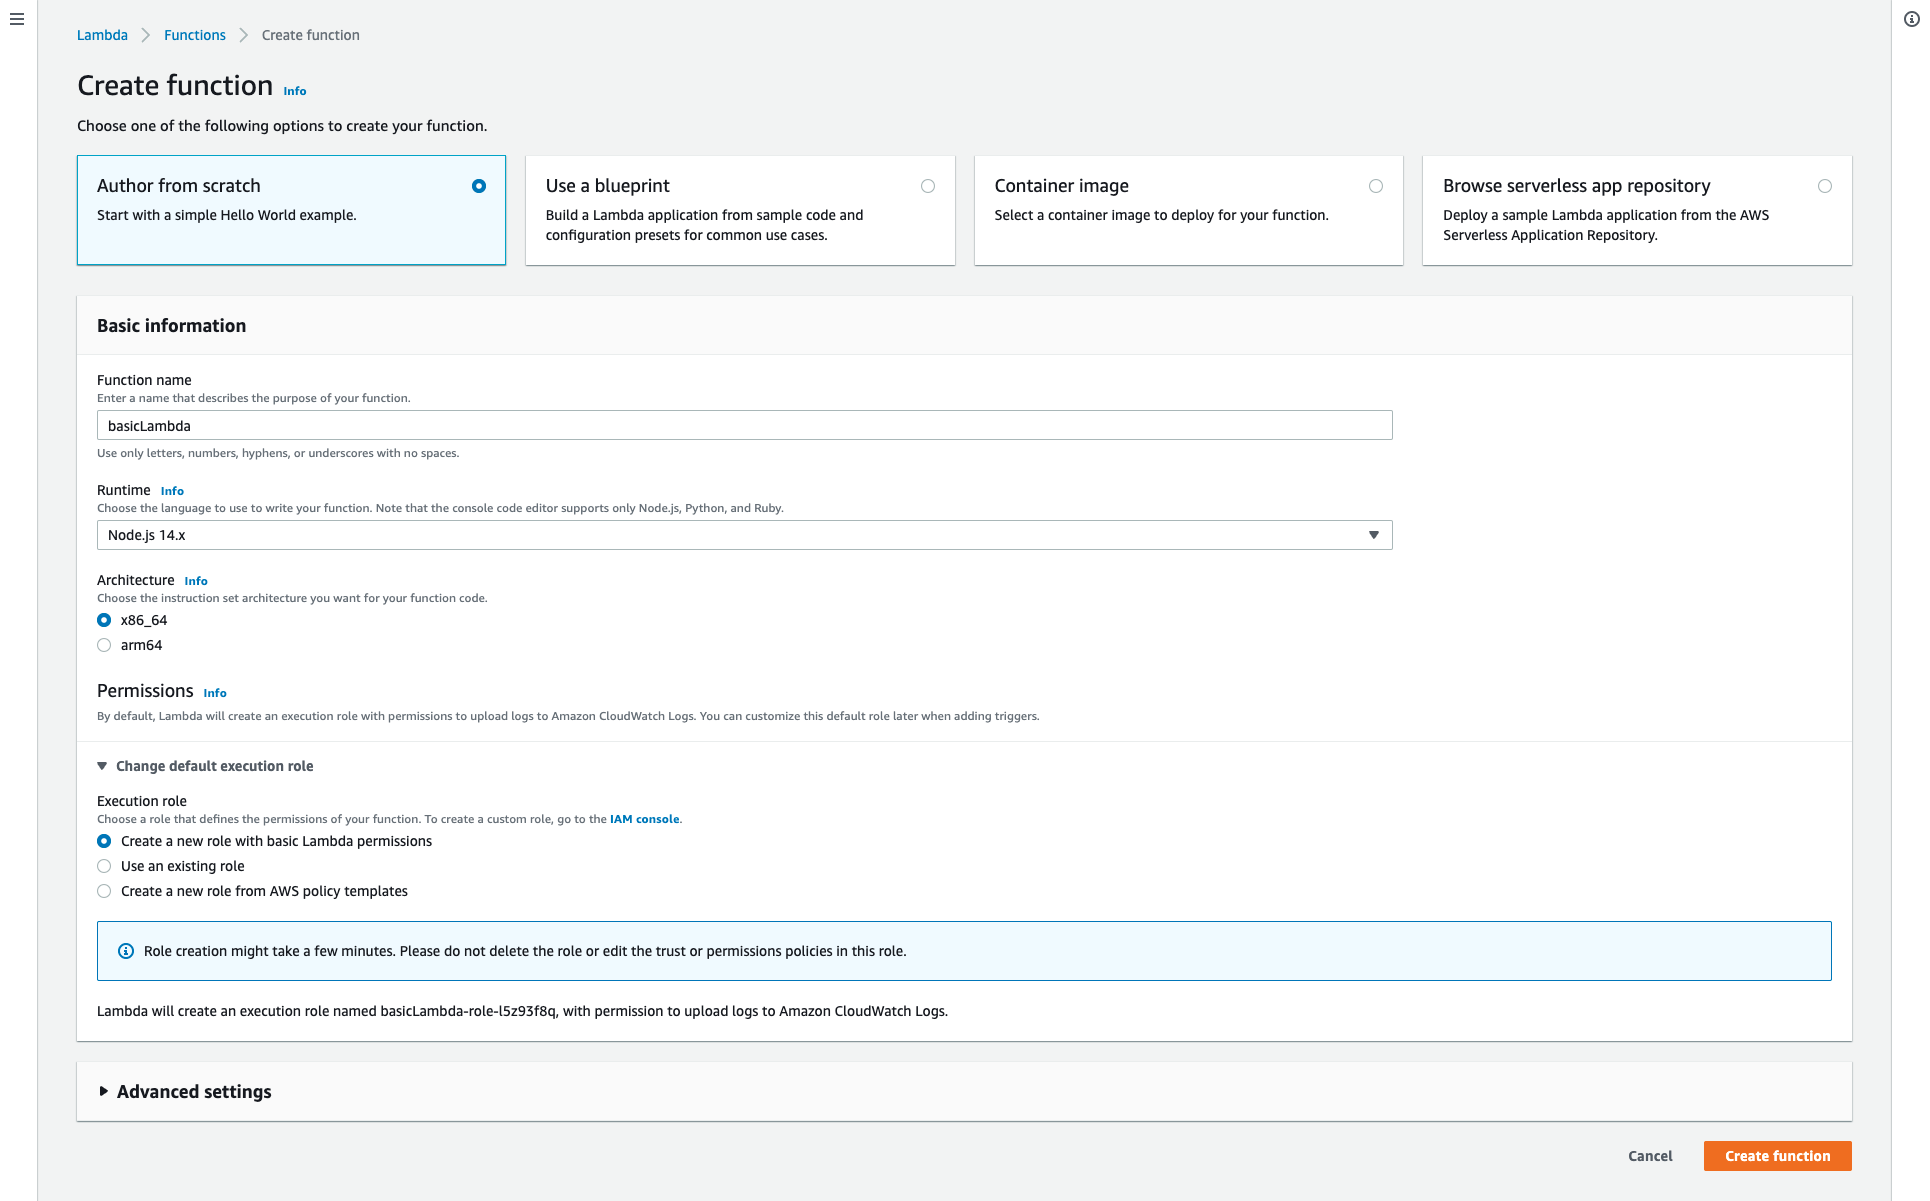 Lambda > Functions > Create function
Create function Info
Choose one of the following options to create your function.
Author from scratch
Start with a simple Hello World example.
Use a blueprint
Build a Lambda application from sample code and
configuration presets for common use cases.
Container image
Select a container image to deploy for your function.
Browse serverless app repository
Deploy a sample Lambda application from the AWS
Serverless Application Repository.
Basic information
Function name
Enter a name that describes the purpose of your function.
basicLambda
Use only letters, numbers, hyphens, or underscores with no spaces.
Runtime Info
Choose the language to use to write your function. Note that the console code editor supports only Node.js, Python, and Ruby.
Node.js 14.x
Architecture Info
Choose the instruction set architecture you want for your function code.
x86_64
arm64
Permissions Info
By default, Lambda will create an execution role with permissions to upload logs to Amazon CloudWatch Logs. You can customize this default role later when adding triggers.
Change default execution role
Execution role
Choose a role that defines the permissions of your function. To create a custom role, go to the IAM console.
Create a new role with basic Lambda permissions
Use an existing role
Create a new role from AWS policy templates
Role creation might take a few minutes. Please do not delete the role or edit the trust or permissions policies in this role.
Lambda will create an execution role named basicLambda-role-l5z93f8q, with permission to upload logs to Amazon CloudWatch Logs.
Advanced settings
Cancel
Create function